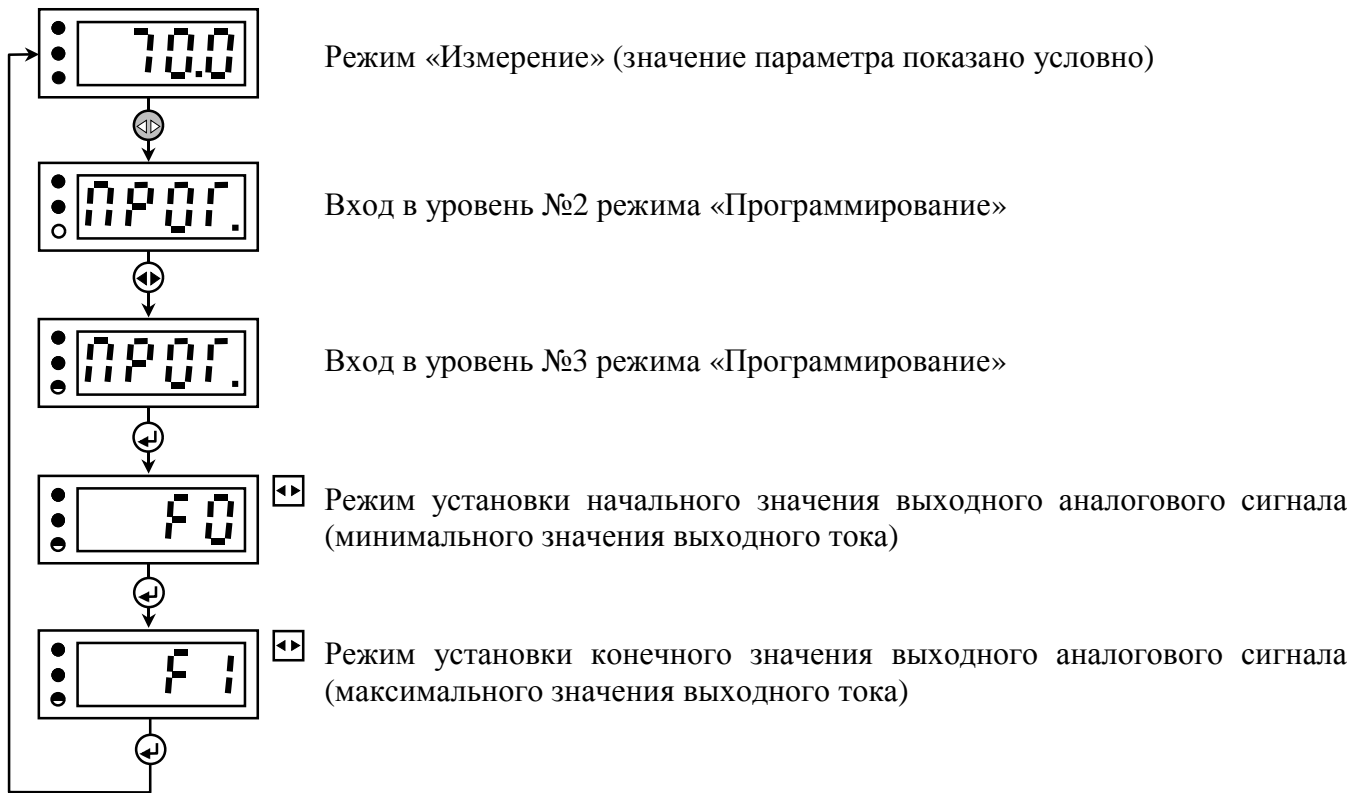 70.0
Режим «Измерение» (значение параметра показано условно)
ПРОГ.
Вход в уровень №2 режима «Программирование»
ПРОГ.
Вход в уровень №3 режима «Программирование»
F0
Режим установки начального значения выходного аналогового сигнала
(минимального значения выходного тока)
F1
Режим установки конечного значения выходного аналогового сигнала
(максимального значения выходного тока)